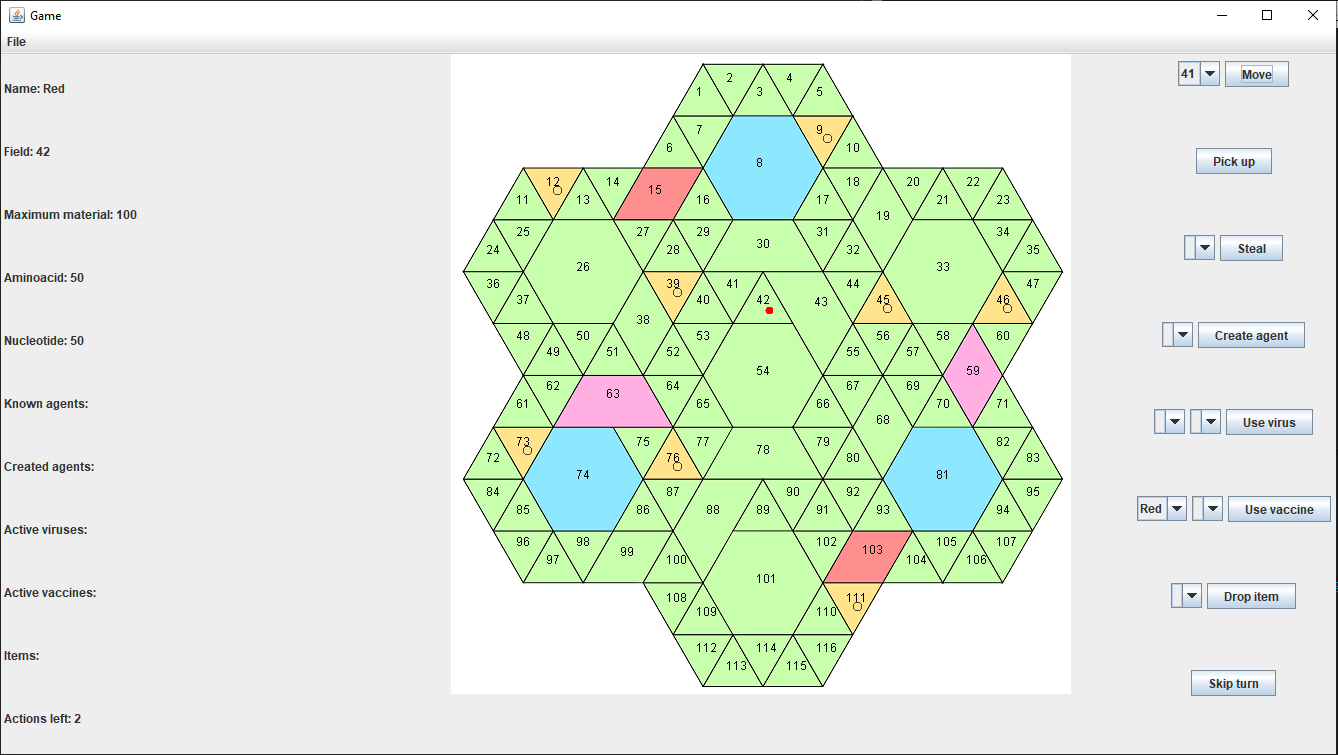 Game
File
Name: Red
Field: 42
Maximum material: 100
Aminoacid: 50
Nucleotide: 50
Known agents:
Created agents:
Active viruses:
Active vaccines:
Items:
Actions left: 2
2 4
1 3 5
7 9
6 8 10
12 14 15 18 20 22
11 13 16 17 19 21 23
25 27 29 30 31 34
24 26 28 32 33 35
36 39 41 44 47
37 40 42 43 45 46
38
48 50 53 56 58 60
49 51 52 54 55 57 59
62 63 64 67 69
61 65 66 68 70 71
73 75 77 78 79 82
72 74 76 80 81 83
84 87 90 92 95
85 86 88 89 91 93 94
96 98 99 102 103 105 107
97 100 101 104 106
108 111
109 110
112 114 116
113 115
41 Move
Pick up
Steal
Create agent
Use virus
Red Use vaccine
Drop item
Skip turn